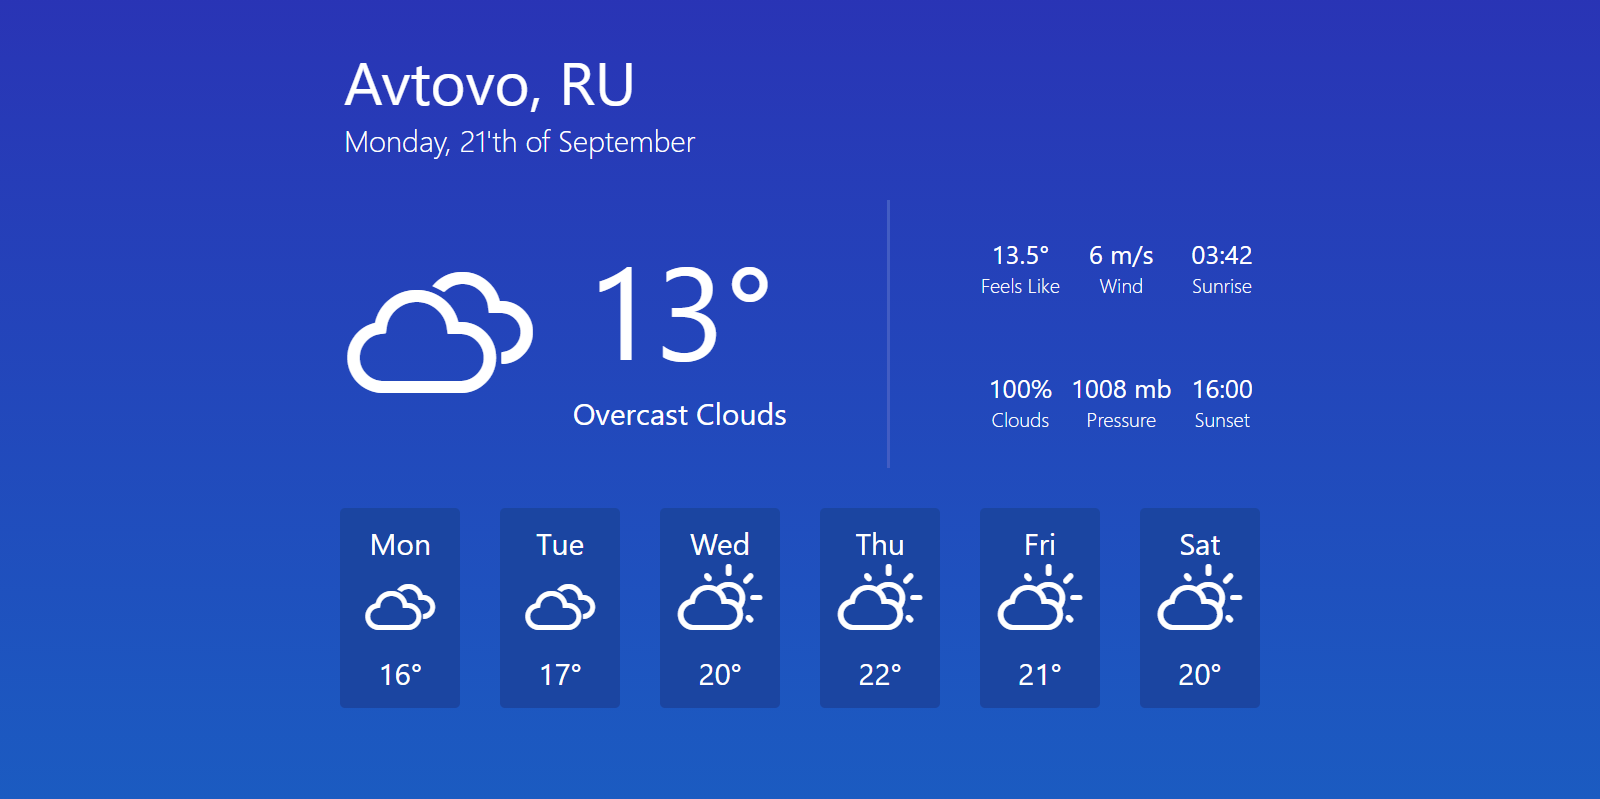 Avtovo, RU
Monday, 21'th of September
13°
Overcast Clouds
13.5° 6 m/s 03:42
Feels Like Wind Sunrise
100% 1008 mb 16:00
Clouds Pressure Sunset
Mon Tue Wed Thu Fri Sat
16° 17° 20° 22° 21° 20°